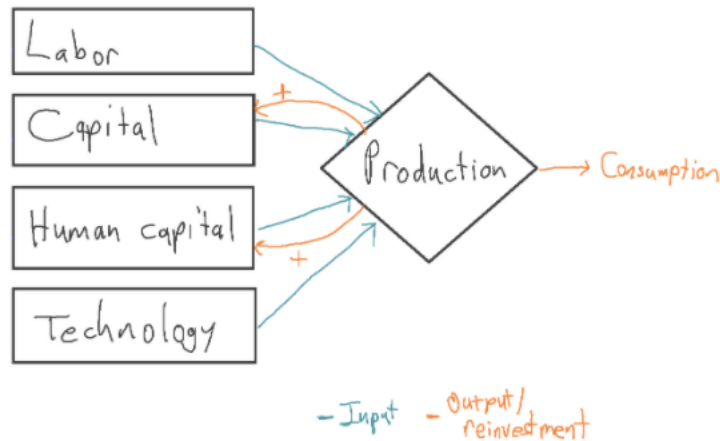 Labor
+
Capital
Production
→ Consumption
Human capital
+
Technology
- Input - Output/
reinvestment